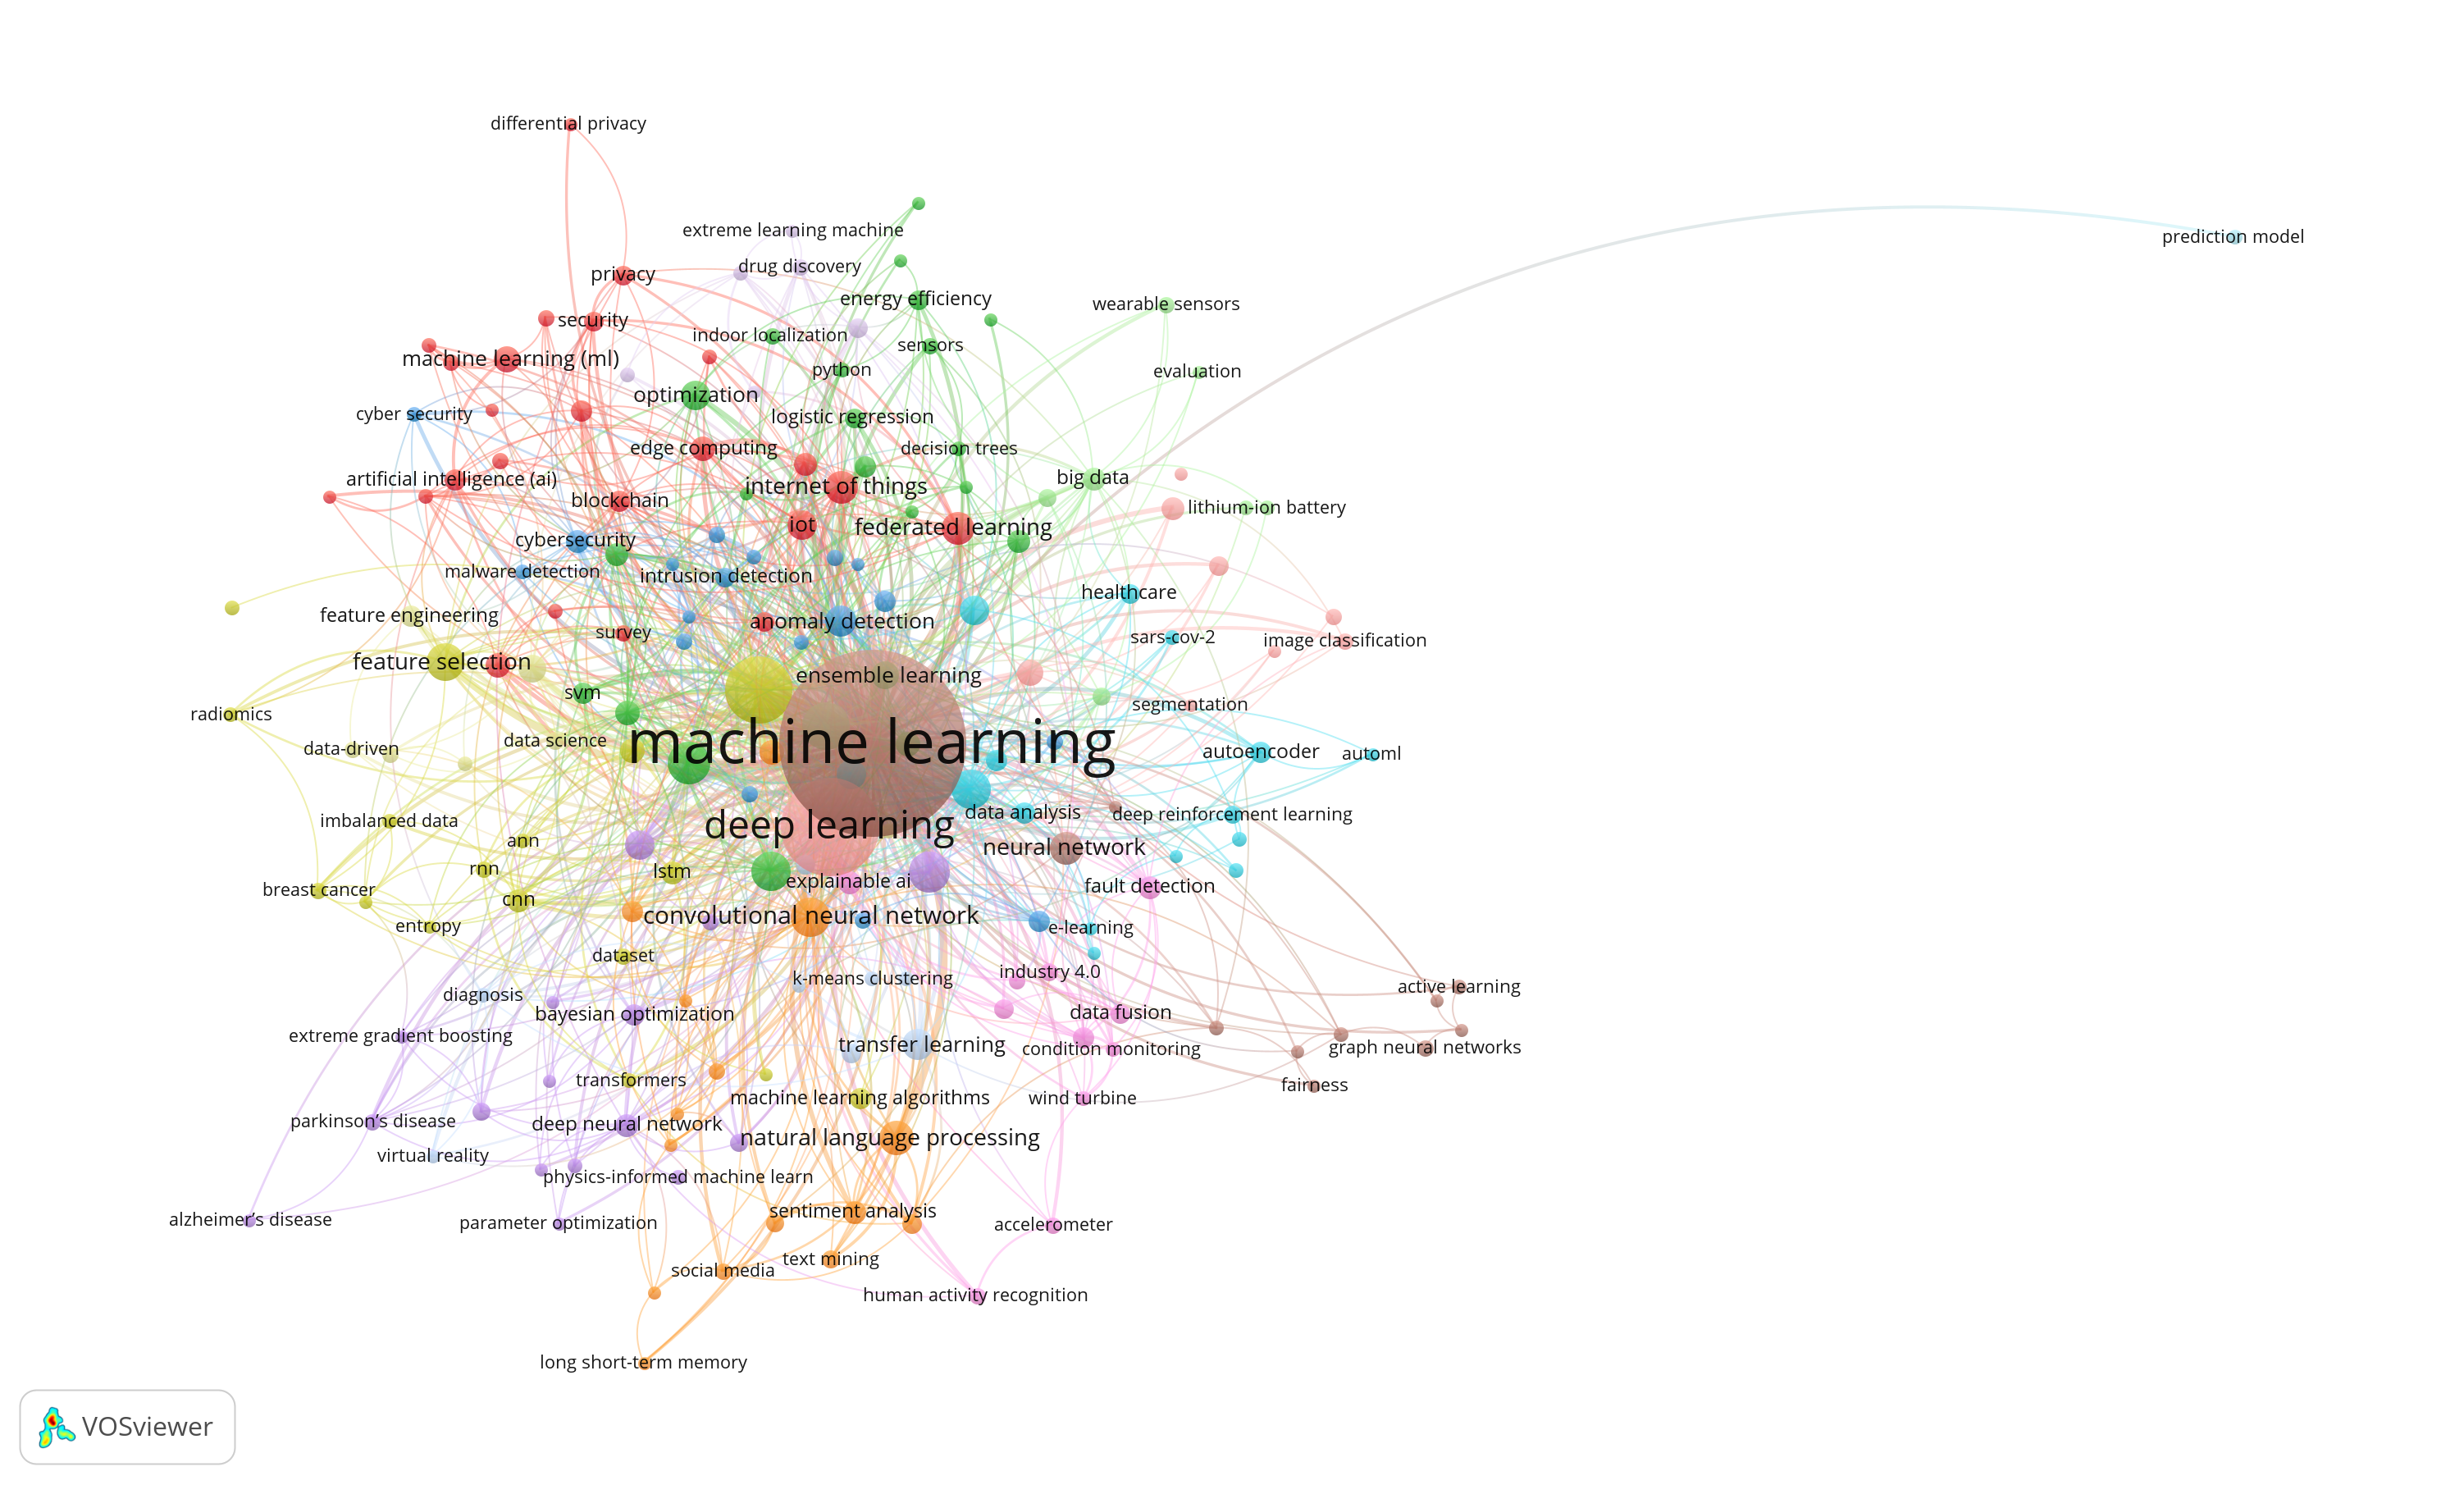 differential privacy
extreme learning machine
prediction model
drug discovery
privacy
energy efficiency
wearable sensors
security
indoor localization
sensors
machine learning (ml)
python
evaluation
optimization
cyber security
logistic regression
edge computing
decision trees
artificial intelligence (ai)
big data
internet of things
blockchain
lithium-ion battery
iot
federated learning
cybersecurity
malware detection
intrusion detection
healthcare
feature engineering
anomaly detection
survey
sars-cov-2
image classification
feature selection
ensemble learning
svm
segmentation
radiomics
data science
machine learning
data-driven
autoencoder
automl
imbalanced data
deep learning
data analysis
deep reinforcement learning
ann
neural network
rnn
lstm
explainable ai
fault detection
breast cancer
cnn
convolutional neural network
entropy
e-learning
dataset
k-means clustering
industry 4.0
active learning
diagnosis
bayesian optimization
data fusion
extreme gradient boosting
transfer learning
condition monitoring
graph neural networks
transformers
fairness
machine learning algorithms
wind turbine
parkinson's disease
deep neural network
natural language processing
virtual reality
physics-informed machine learn
alzheimer's disease
parameter optimization
sentiment analysis
accelerometer
text mining
social media
human activity recognition
long short-term memory
VOSviewer